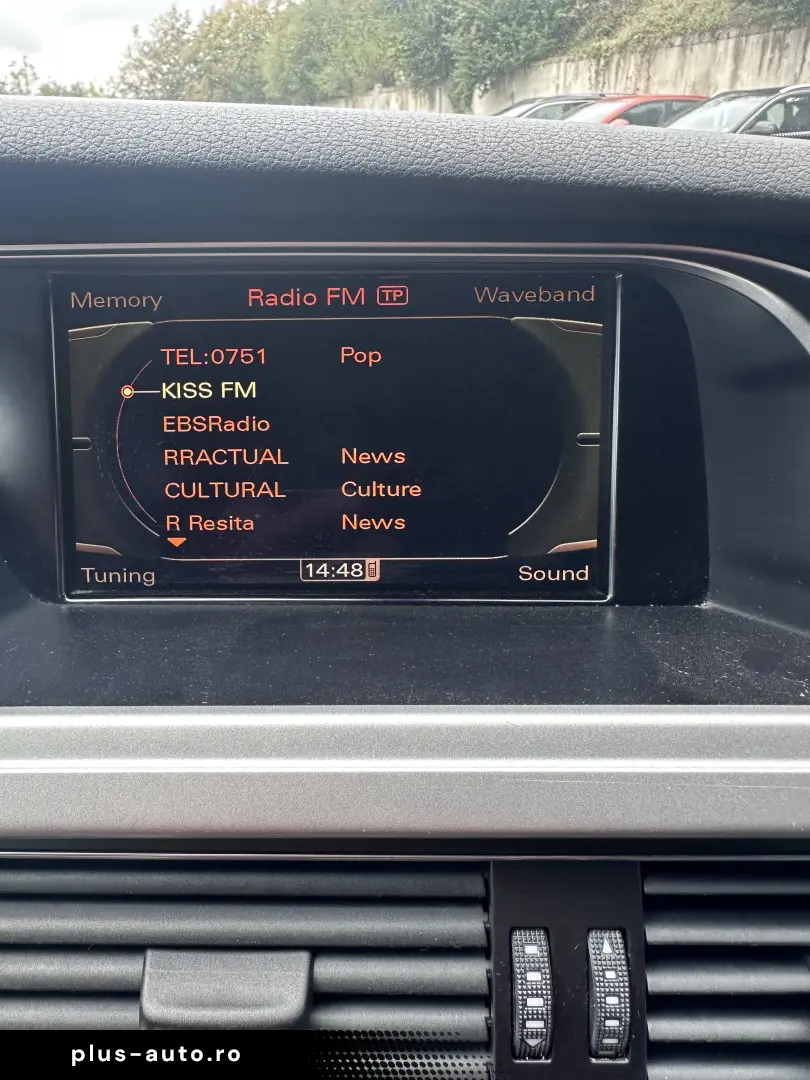 Memory Radio FM TP Waveband
TEL:0751 Pop
KISS FM
EBSRadio
RRACTUAL News
CULTURAL Culture
R Resita News
Tuning 14:48 Sound
plus-auto.ro